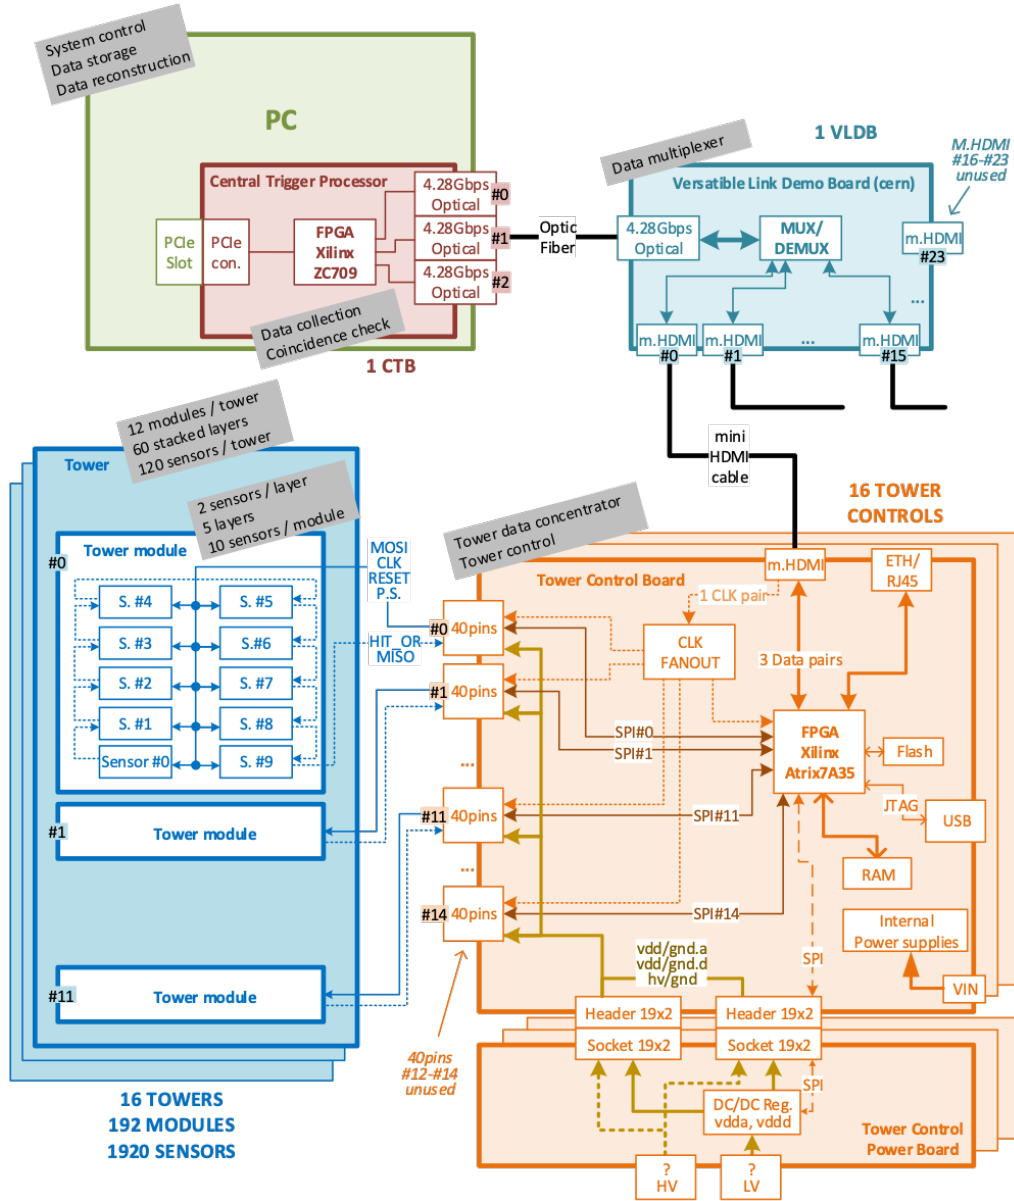 System control
Data storage
Data reconstruction
PC
Central Trigger Processor
PCIe
Slot
PCIe
con.
FPGA
Xilinx
ZC709
4.28Gbps
Optical
#0
4.28Gbps
Optical
#1
4.28Gbps
Optical
#2
Data collection
Coincidence check
1 CTB
Optic
Fiber
1 VLDB
Data multiplexer
Versatible Link Demo Board (cern)
M.HDMI
#16-#23
unused
4.28Gbps
Optical
MUX/
DEMUX
m.HDMI
#23
...
m.HDMI
#0
m.HDMI
#1
...
m.HDMI
#15
mini
HDMI
cable
12 modules / tower
60 stacked layers
120 sensors / tower
Tower
2 sensors / layer
5 layers
10 sensors / module
#0
Tower module
S. #4
S. #5
S. #3
S.#6
S. #2
S. #7
S. #1
S. #8
Sensor #0
S. #9
MOSI
CLK
RESET
P.S.
HIT_OR
MISO
#1
Tower module
#11
Tower module
16 TOWERS
192 MODULES
1920 SENSORS
16 TOWER
CONTROLS
Tower data concentrator
Tower control
Tower Control Board
m.HDMI
ETH/
RJ45
1 CLK pair
CLK
FANOUT
3 Data pairs
#0
40pins
#1
40pins
...
#11
40pins
...
#14
40pins
SPI#0
SPI#1
SPI#11
SPI#14
FPGA
Xilinx
Atrix7A35
Flash
JTAG
USB
RAM
Internal
Power supplies
VIN
SPI
vdd/gnd.a
vdd/gnd.d
hv/gnd
Header 19x2
Header 19x2
Socket 19x2
Socket 19x2
40pins
#12-#14
unused
SPI
DC/DC Reg.
vdda, vddd
Tower Control
Power Board
?
HV
?
LV